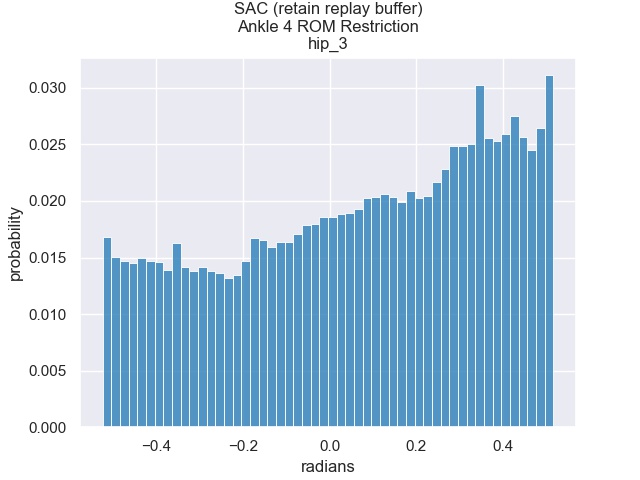 SAC (retain replay buffer)
Ankle 4 ROM Restriction
hip_3
0.030
0.025
0.020
0.015
0.010
0.005
0.000
probability
−0.4
−0.2
0.0
0.2
0.4
radians